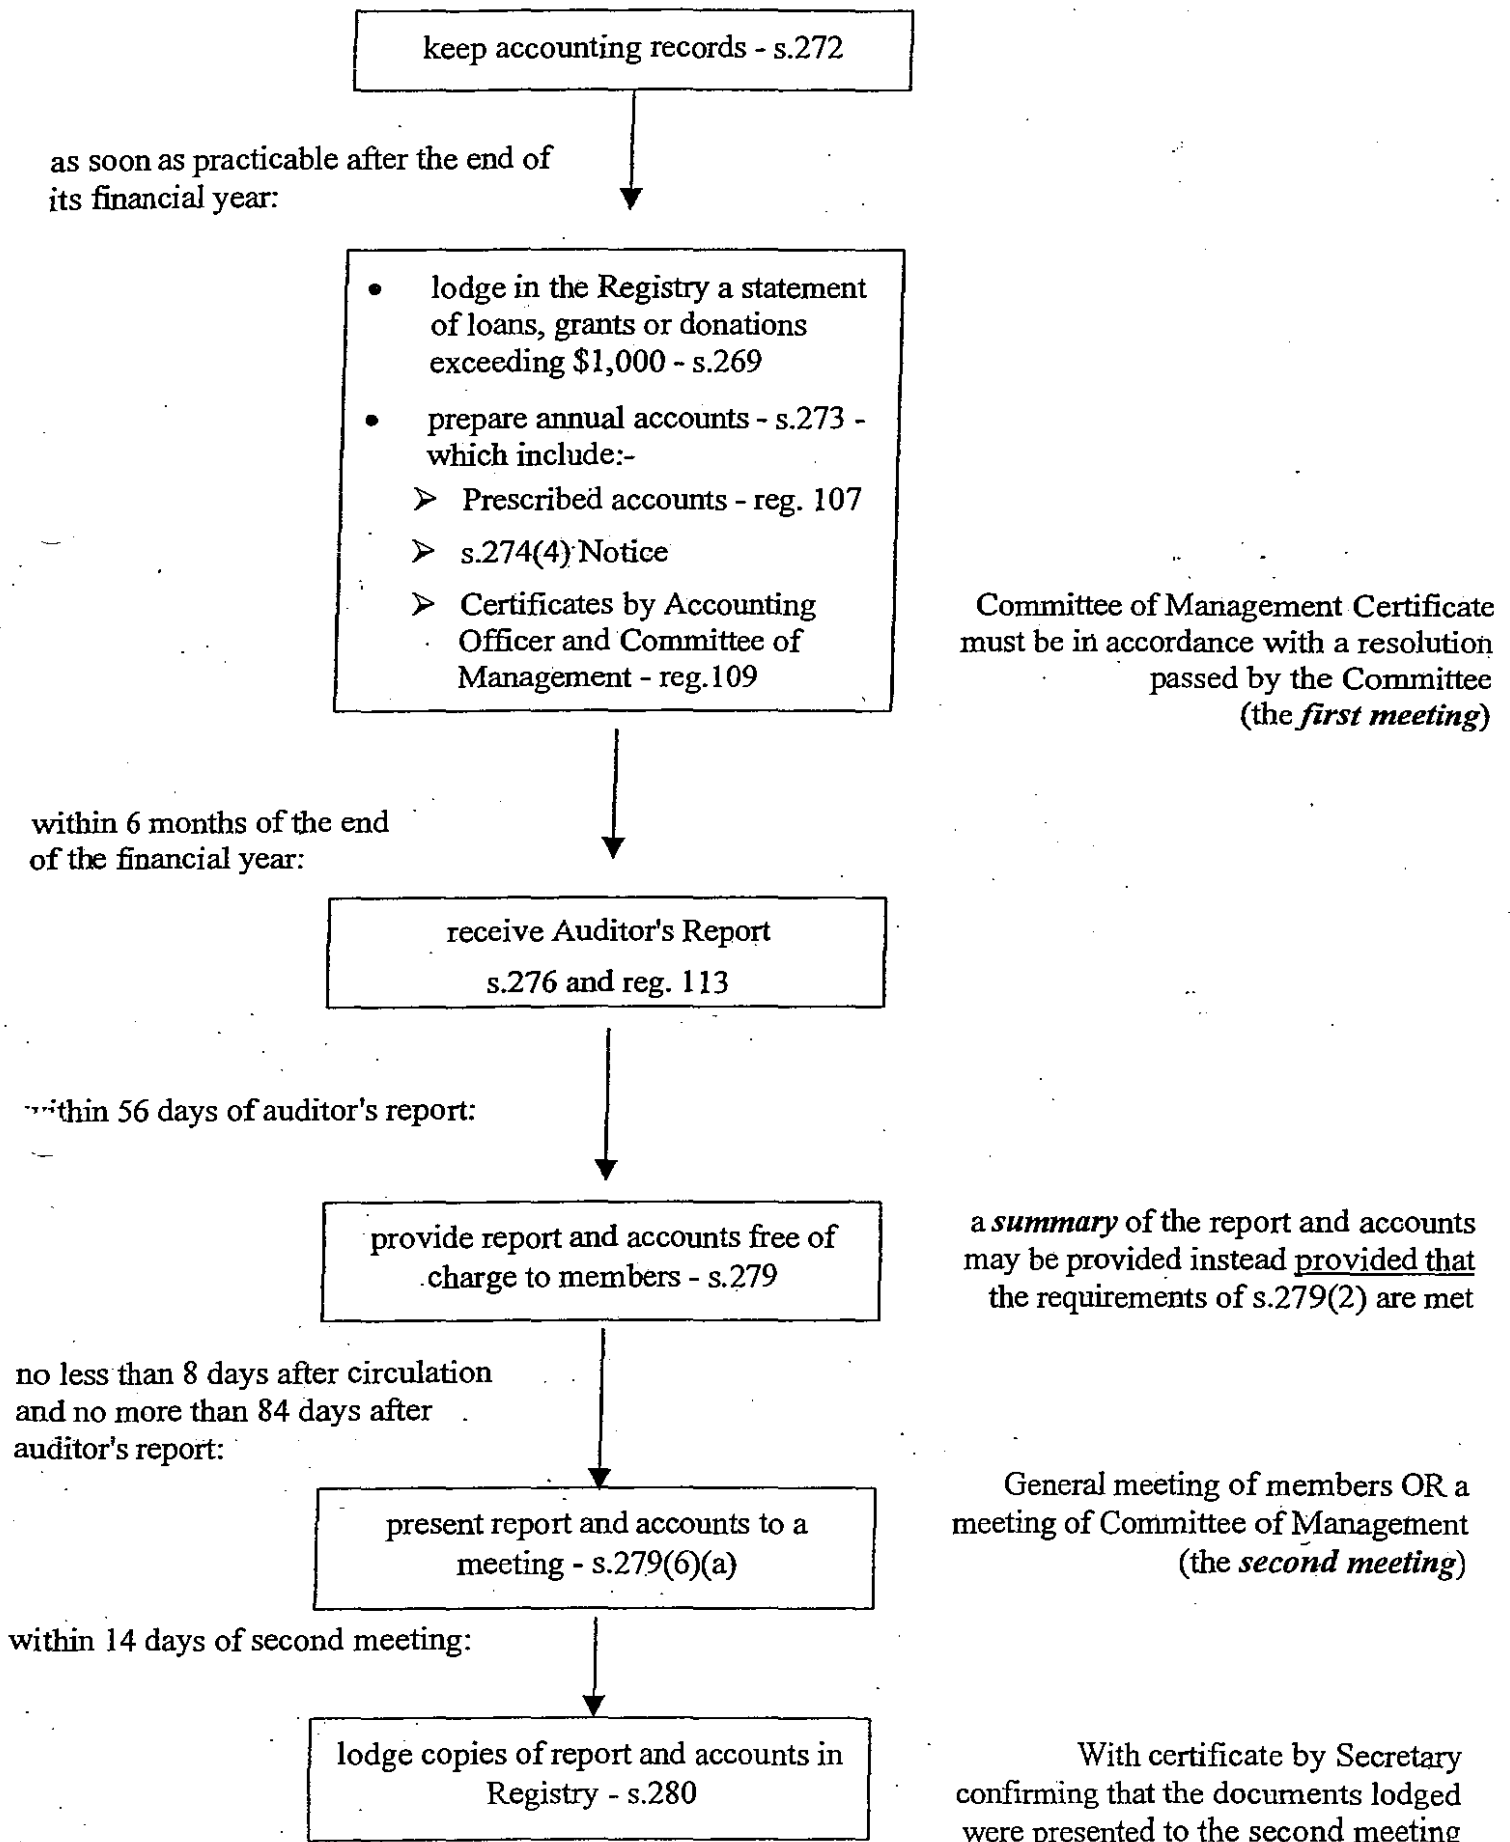 keep accounting records - s.272
as soon as practicable after the end of
its financial year:
• lodge in the Registry a statement
of loans, grants or donations
exceeding $1,000 - s.269
• prepare annual accounts - s.273 -
which include:-
➢ Prescribed accounts - reg. 107
➢ s.274(4) Notice
➢ Certificates by Accounting
Officer and Committee of
Management - reg.109
Committee of Management Certificate
must be in accordance with a resolution
passed by the Committee
(the first meeting)
within 6 months of the end
of the financial year:
receive Auditor's Report
s.276 and reg. 113
within 56 days of auditor's report:
provide report and accounts free of
charge to members - s.279
a summary of the report and accounts
may be provided instead provided that
the requirements of s.279(2) are met
no less than 8 days after circulation
and no more than 84 days after
auditor's report:
present report and accounts to a
meeting - s.279(6)(a)
General meeting of members OR a
meeting of Committee of Management
(the second meeting)
within 14 days of second meeting:
lodge copies of report and accounts in
Registry - s.280
With certificate by Secretary
confirming that the documents lodged
were presented to the second meeting